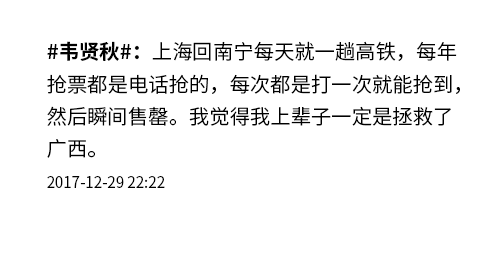 #韦贤秋#：上海回南宁每天就一趟高铁，每年
抢票都是电话抢的，每次都是打一次就能抢到，
然后瞬间售罄。我觉得我上辈子一定是拯救了
广西。
2017-12-29 22:22